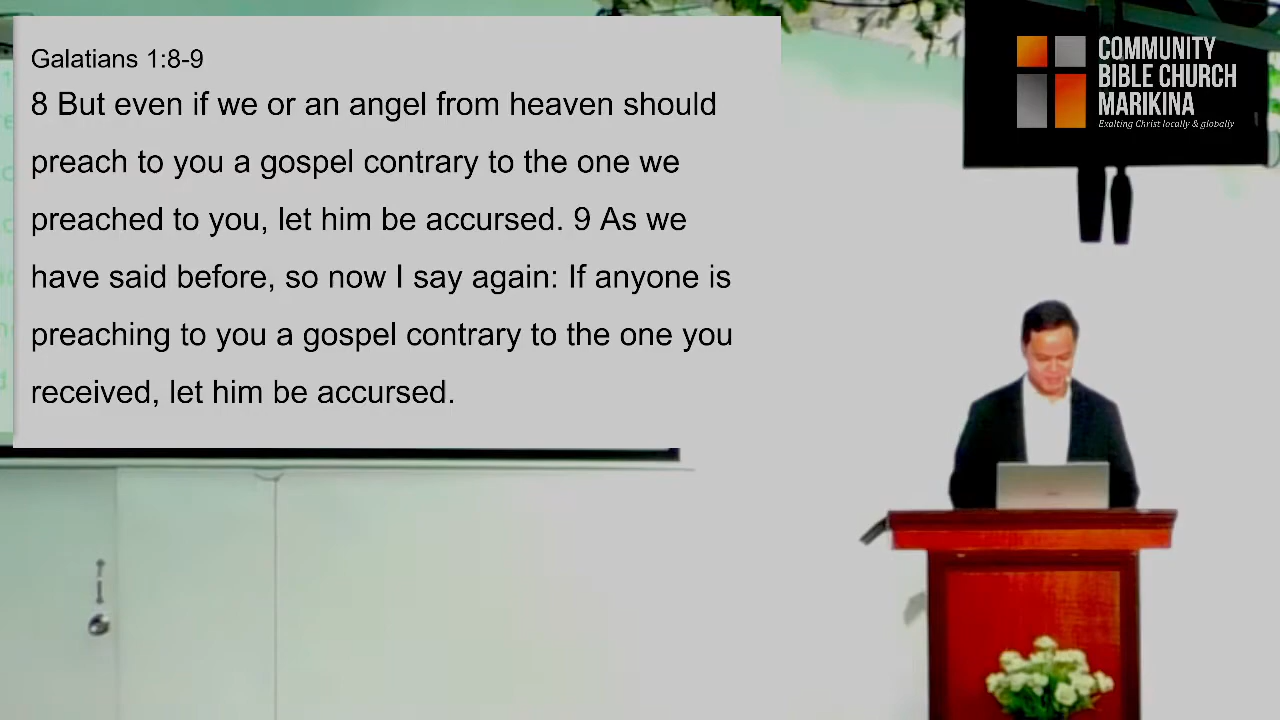 Galatians 1:8-9
8 But even if we or an angel from heaven should
preach to you a gospel contrary to the one we
preached to you, let him be accursed. 9 As we
have said before, so now I say again: If anyone is
preaching to you a gospel contrary to the one you
received, let him be accursed.
COMMUNITY
BIBLE CHURCH
MARIKINA
Exalting Christ locally & globally